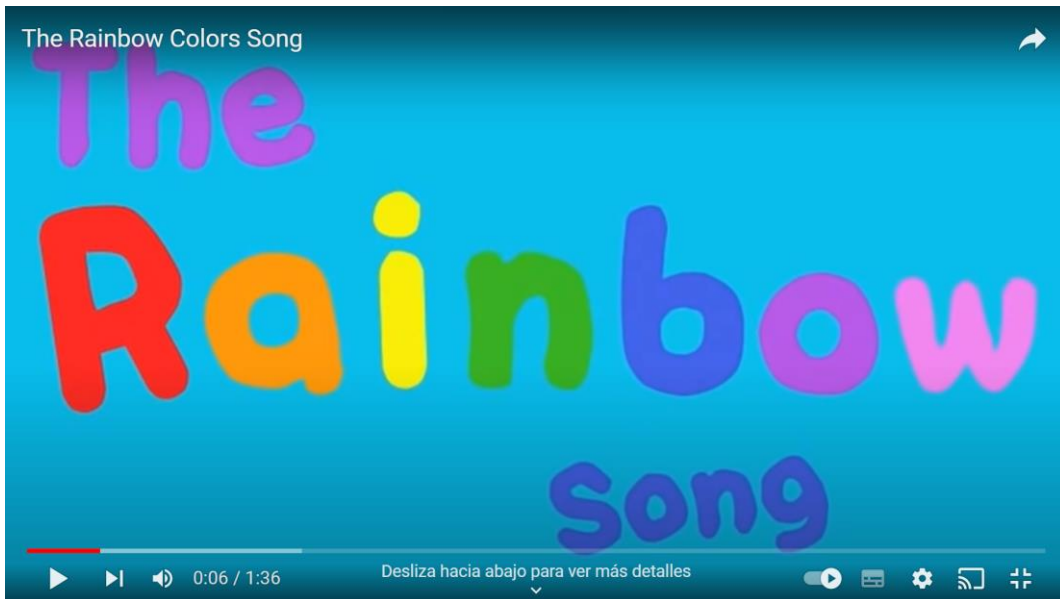 The Rainbow Colors Song
The
Rainbow
Song
0:06 / 1:36
Desliza hacia abajo para ver más detalles